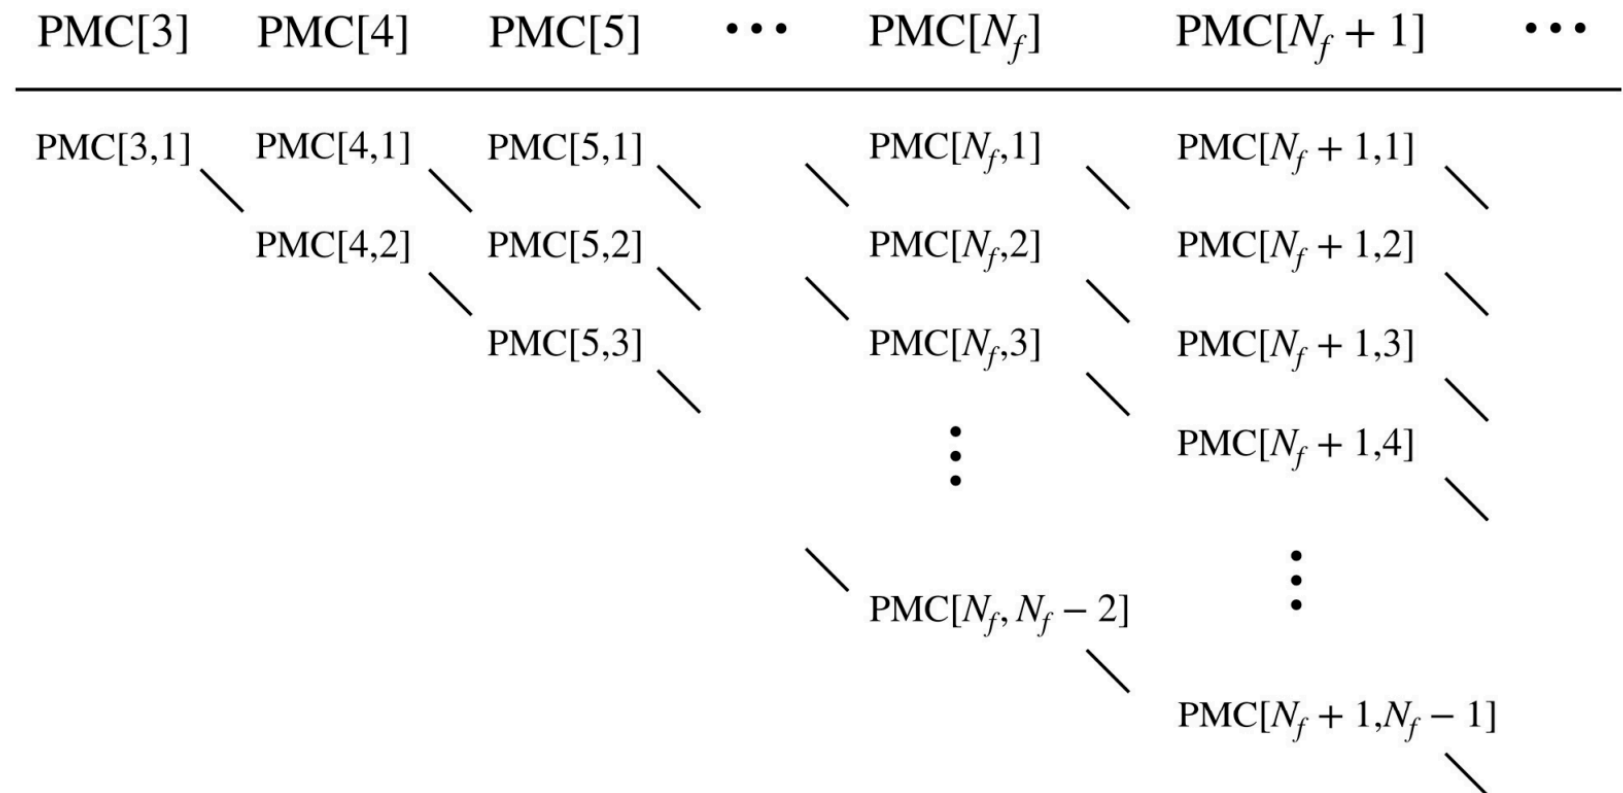 PMC[3] PMC[4] PMC[5] ••• PMC[N_f] PMC[N_f + 1] •••
PMC[3,1] PMC[4,1] PMC[5,1] PMC[N_f,1] PMC[N_f + 1,1]
PMC[4,2] PMC[5,2] PMC[N_f,2] PMC[N_f + 1,2]
PMC[5,3] PMC[N_f,3] PMC[N_f + 1,3]
PMC[N_f + 1,4]
PMC[N_f, N_f − 2]
PMC[N_f + 1,N_f − 1]